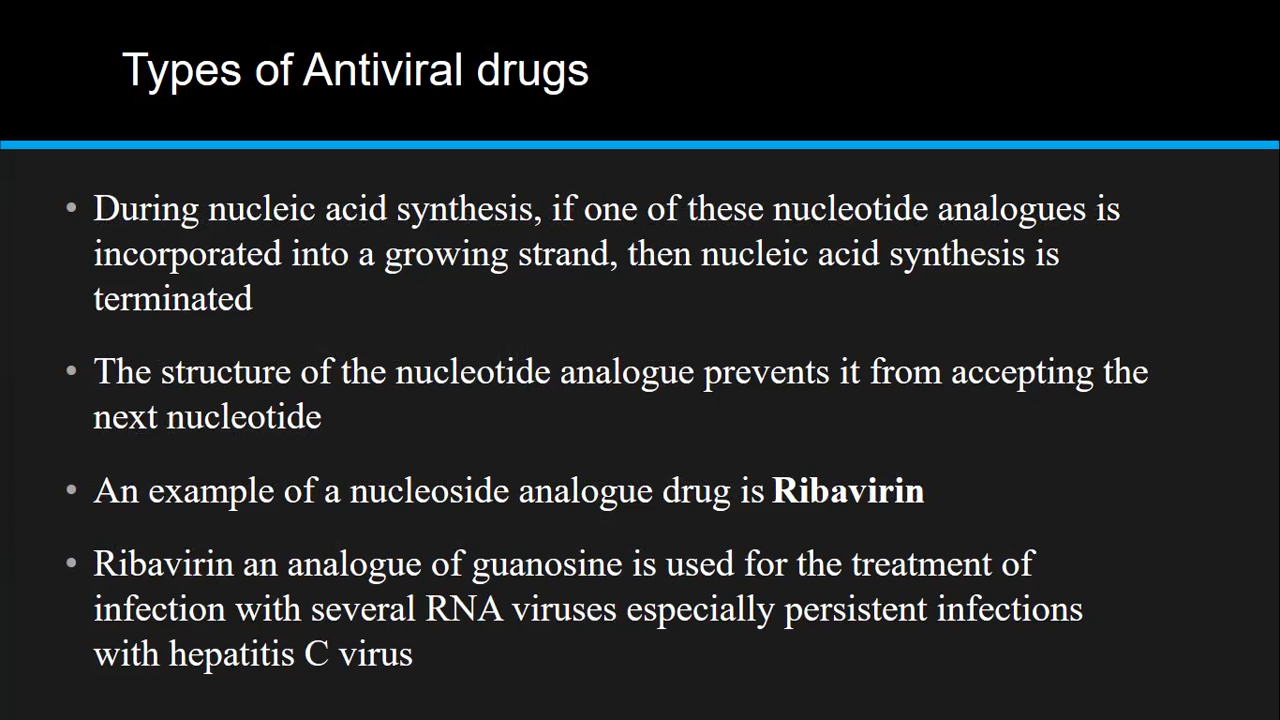 Types of Antiviral drugs
• During nucleic acid synthesis, if one of these nucleotide analogues is
incorporated into a growing strand, then nucleic acid synthesis is
terminated
• The structure of the nucleotide analogue prevents it from accepting the
next nucleotide
• An example of a nucleoside analogue drug is Ribavirin
• Ribavirin an analogue of guanosine is used for the treatment of
infection with several RNA viruses especially persistent infections
with hepatitis C virus